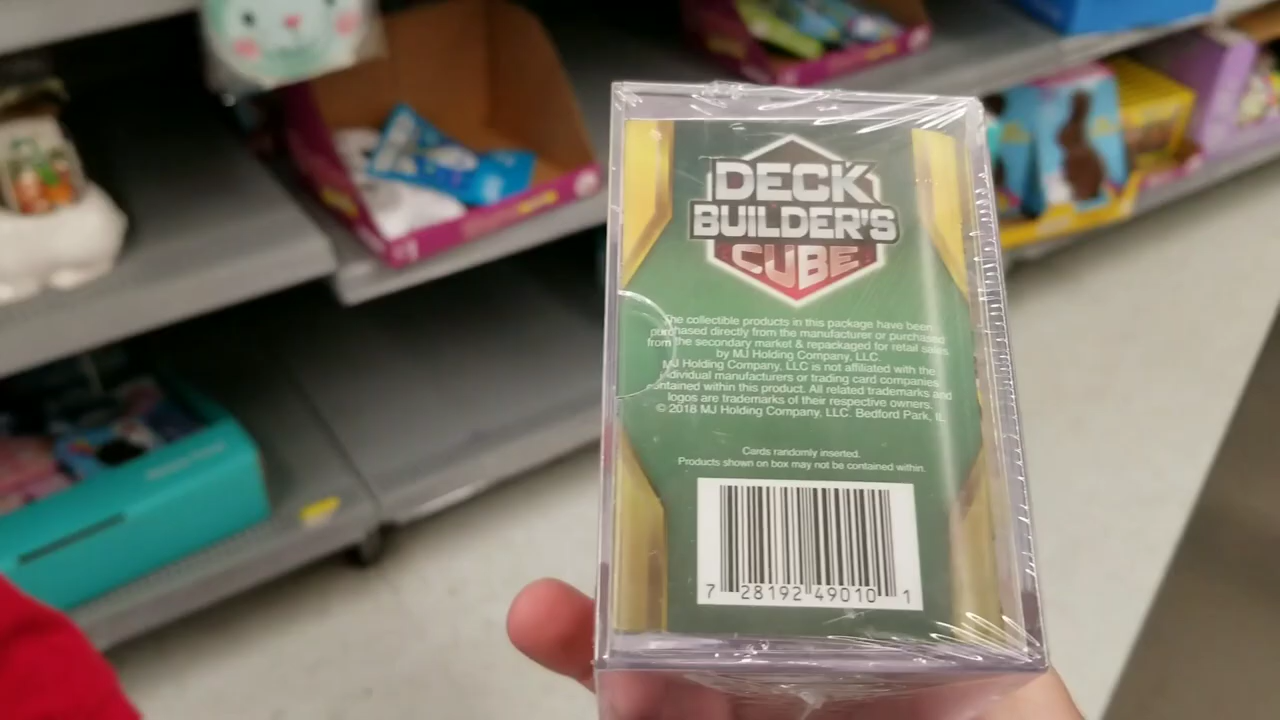 DECK
BUILDER'S
CUBE
The collectible products in this package have been
purchased directly from the manufacturer or purchased
from the secondary market & repackaged for retail sales
by MJ Holding Company, LLC.
MJ Holding Company, LLC is not affiliated with the
individual manufacturers or trading card companies
contained within this product. All related trademarks and
logos are trademarks of their respective owners.
© 2018 MJ Holding Company, LLC. Bedford Park, IL
Cards randomly inserted.
Products shown on box may not be contained within.
7 28192 49010 1